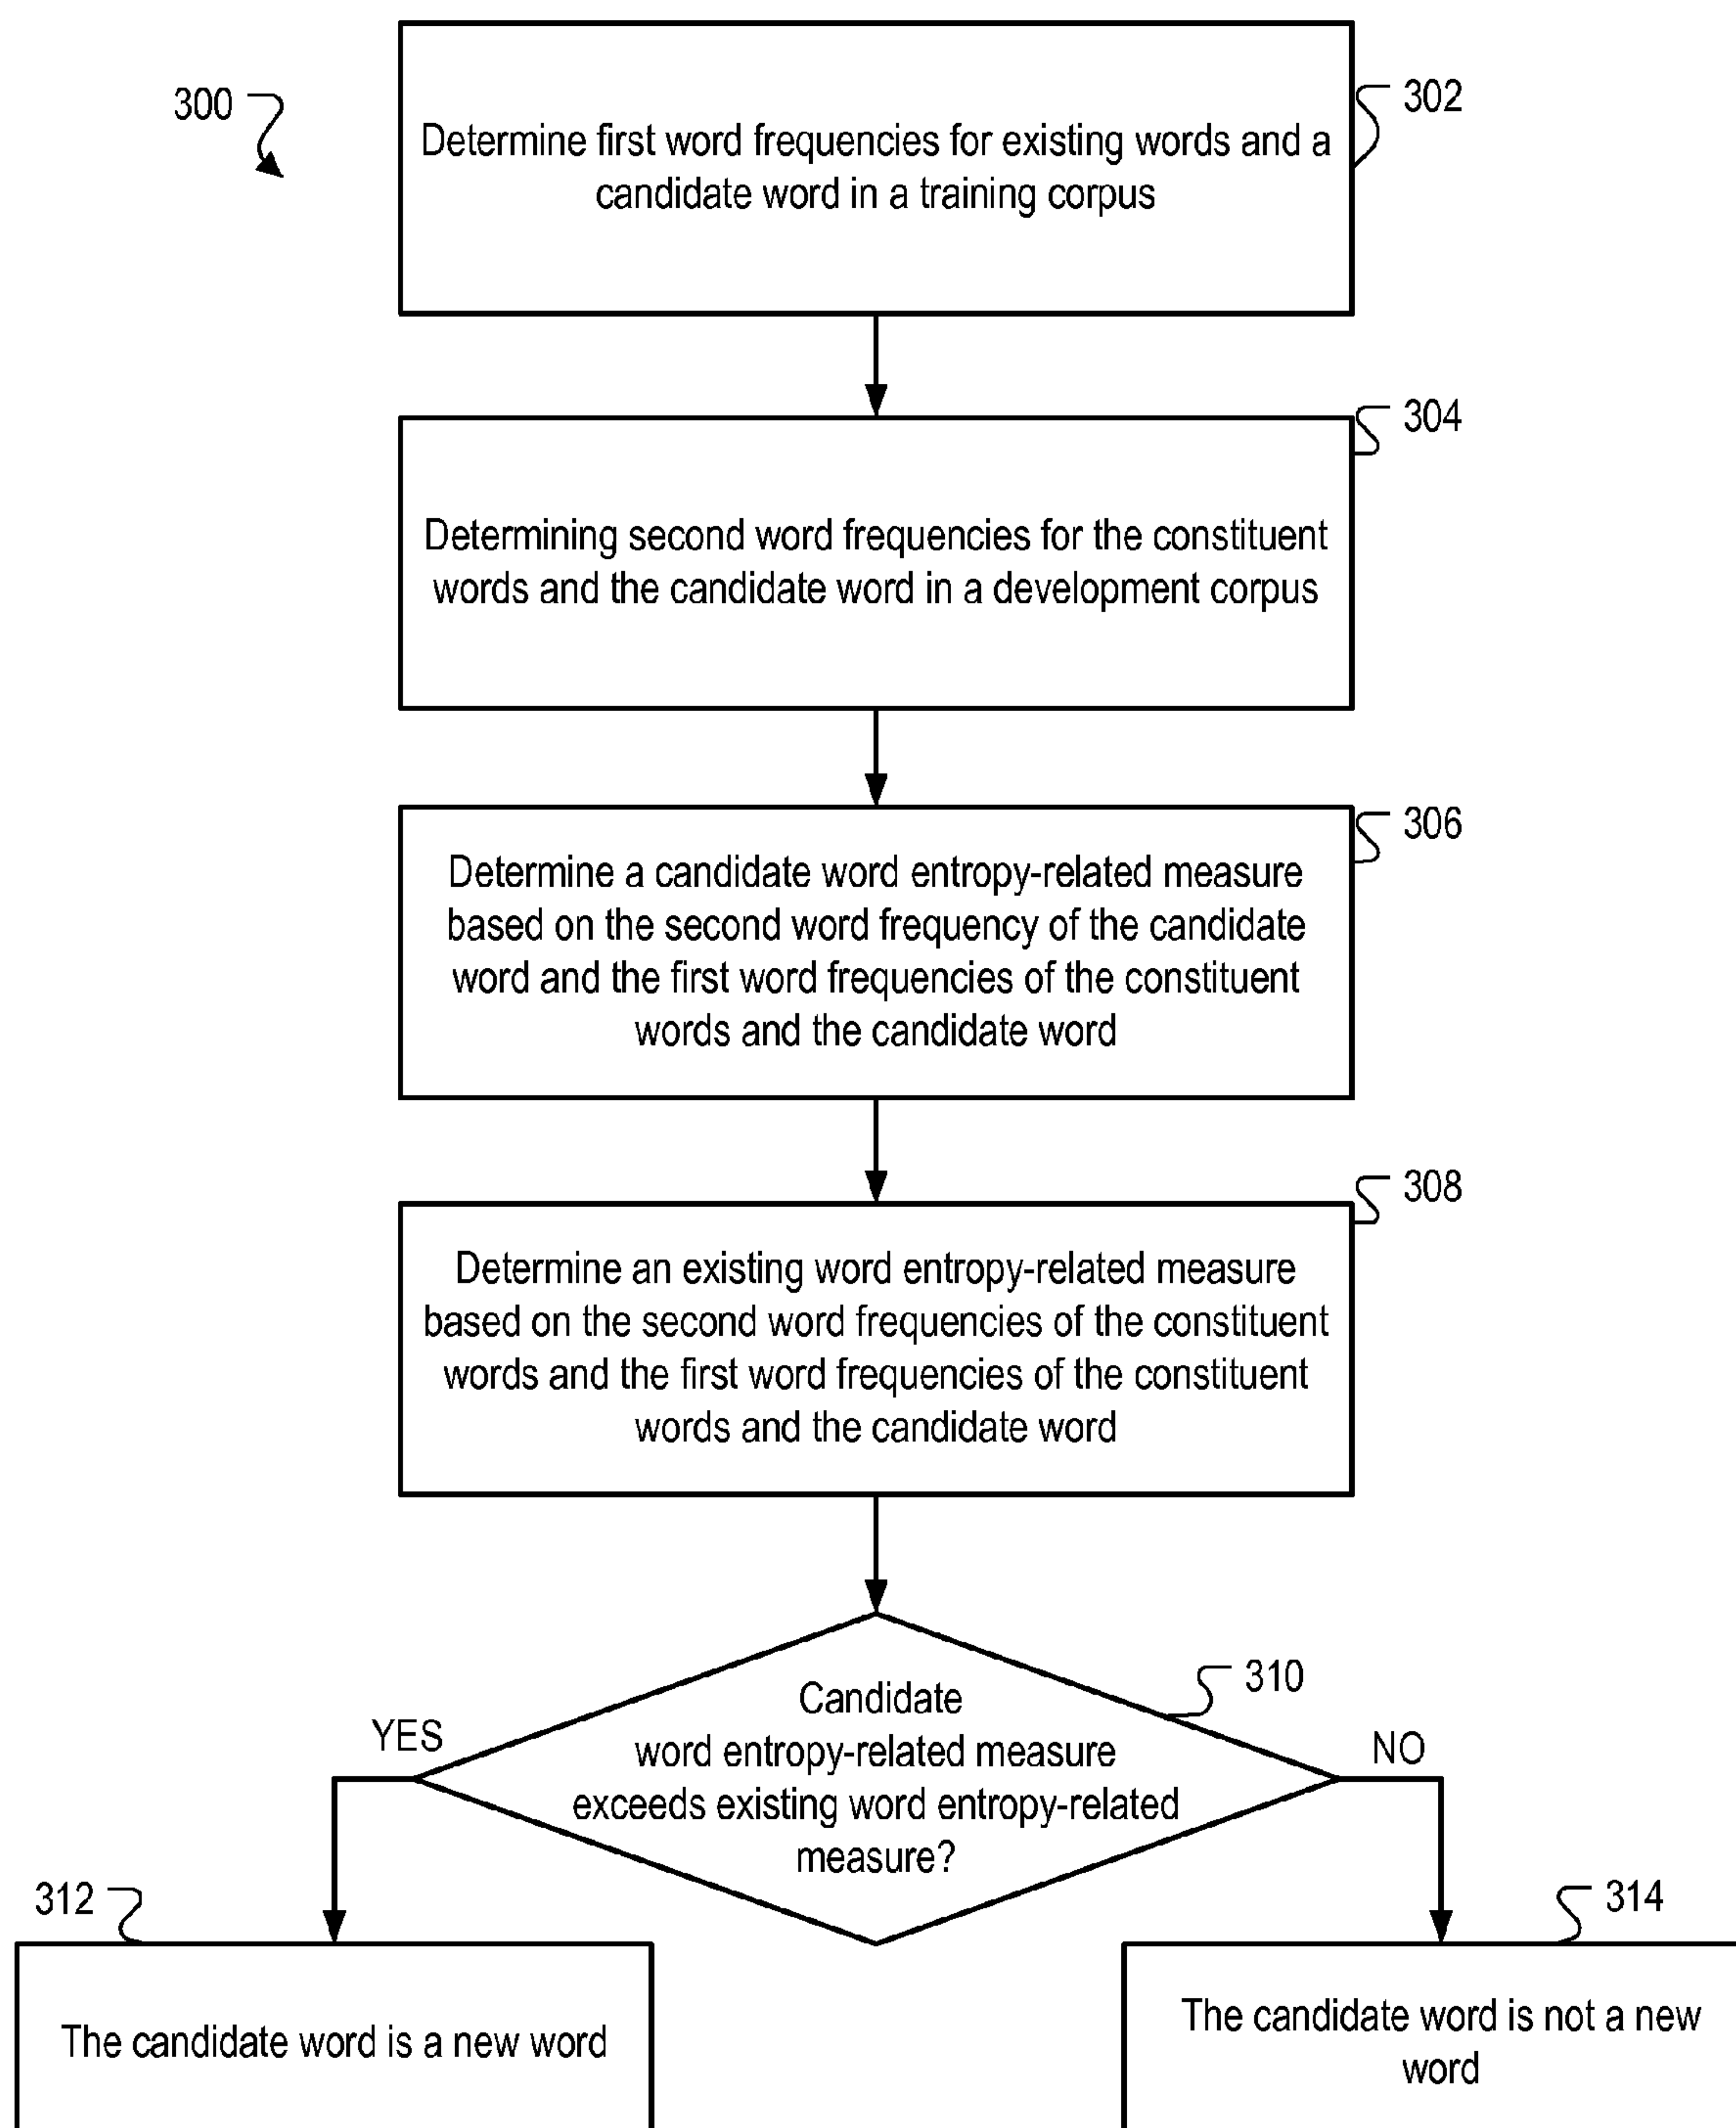 300
302
Determine first word frequencies for existing words and a
candidate word in a training corpus
304
Determining second word frequencies for the constituent
words and the candidate word in a development corpus
306
Determine a candidate word entropy-related measure
based on the second word frequency of the candidate
word and the first word frequencies of the constituent
words and the candidate word
308
Determine an existing word entropy-related measure
based on the second word frequencies of the constituent
words and the first word frequencies of the constituent
words and the candidate word
310
Candidate
word entropy-related measure
exceeds existing word entropy-related
measure?
YES
NO
312
The candidate word is a new word
314
The candidate word is not a new
word